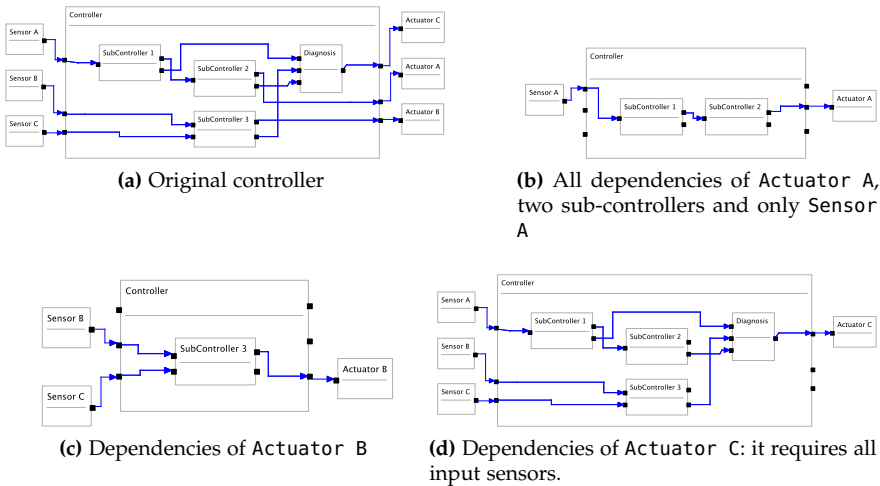 Controller
Sensor A
Actuator C
SubController 1
Diagnosis
SubController 2
Sensor B
Actuator A
SubController 3
Actuator B
Sensor C
(a) Original controller
Controller
Sensor A
SubController 1
SubController 2
Actuator A
(b) All dependencies of Actuator A,
two sub-controllers and only Sensor
A
Controller
Sensor B
SubController 3
Actuator B
Sensor C
(c) Dependencies of Actuator B
Controller
Sensor A
SubController 1
Diagnosis
Actuator C
SubController 2
Sensor B
SubController 3
Sensor C
(d) Dependencies of Actuator C: it requires all
input sensors.